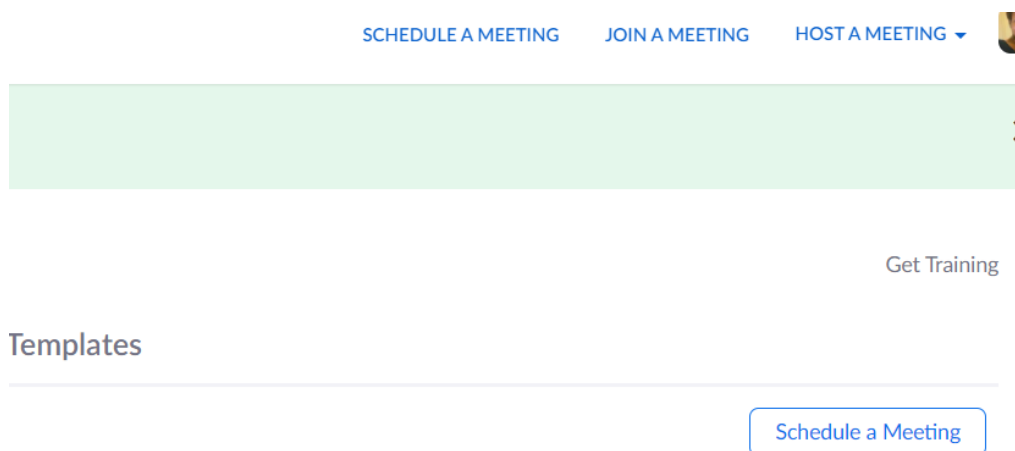 SCHEDULE A MEETING JOIN A MEETING HOST A MEETING
Get Training
Templates
Schedule a Meeting